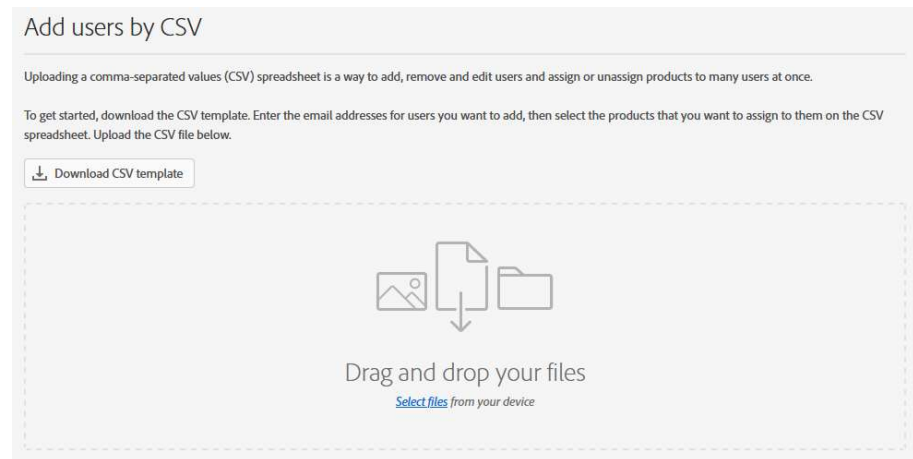 Add users by CSV
Uploading a comma-separated values (CSV) spreadsheet is a way to add, remove and edit users and assign or unassign products to many users at once.
To get started, download the CSV template. Enter the email addresses for users you want to add, then select the products that you want to assign to them on the CSV
spreadsheet. Upload the CSV file below.
Download CSV template
Drag and drop your files
Select files from your device